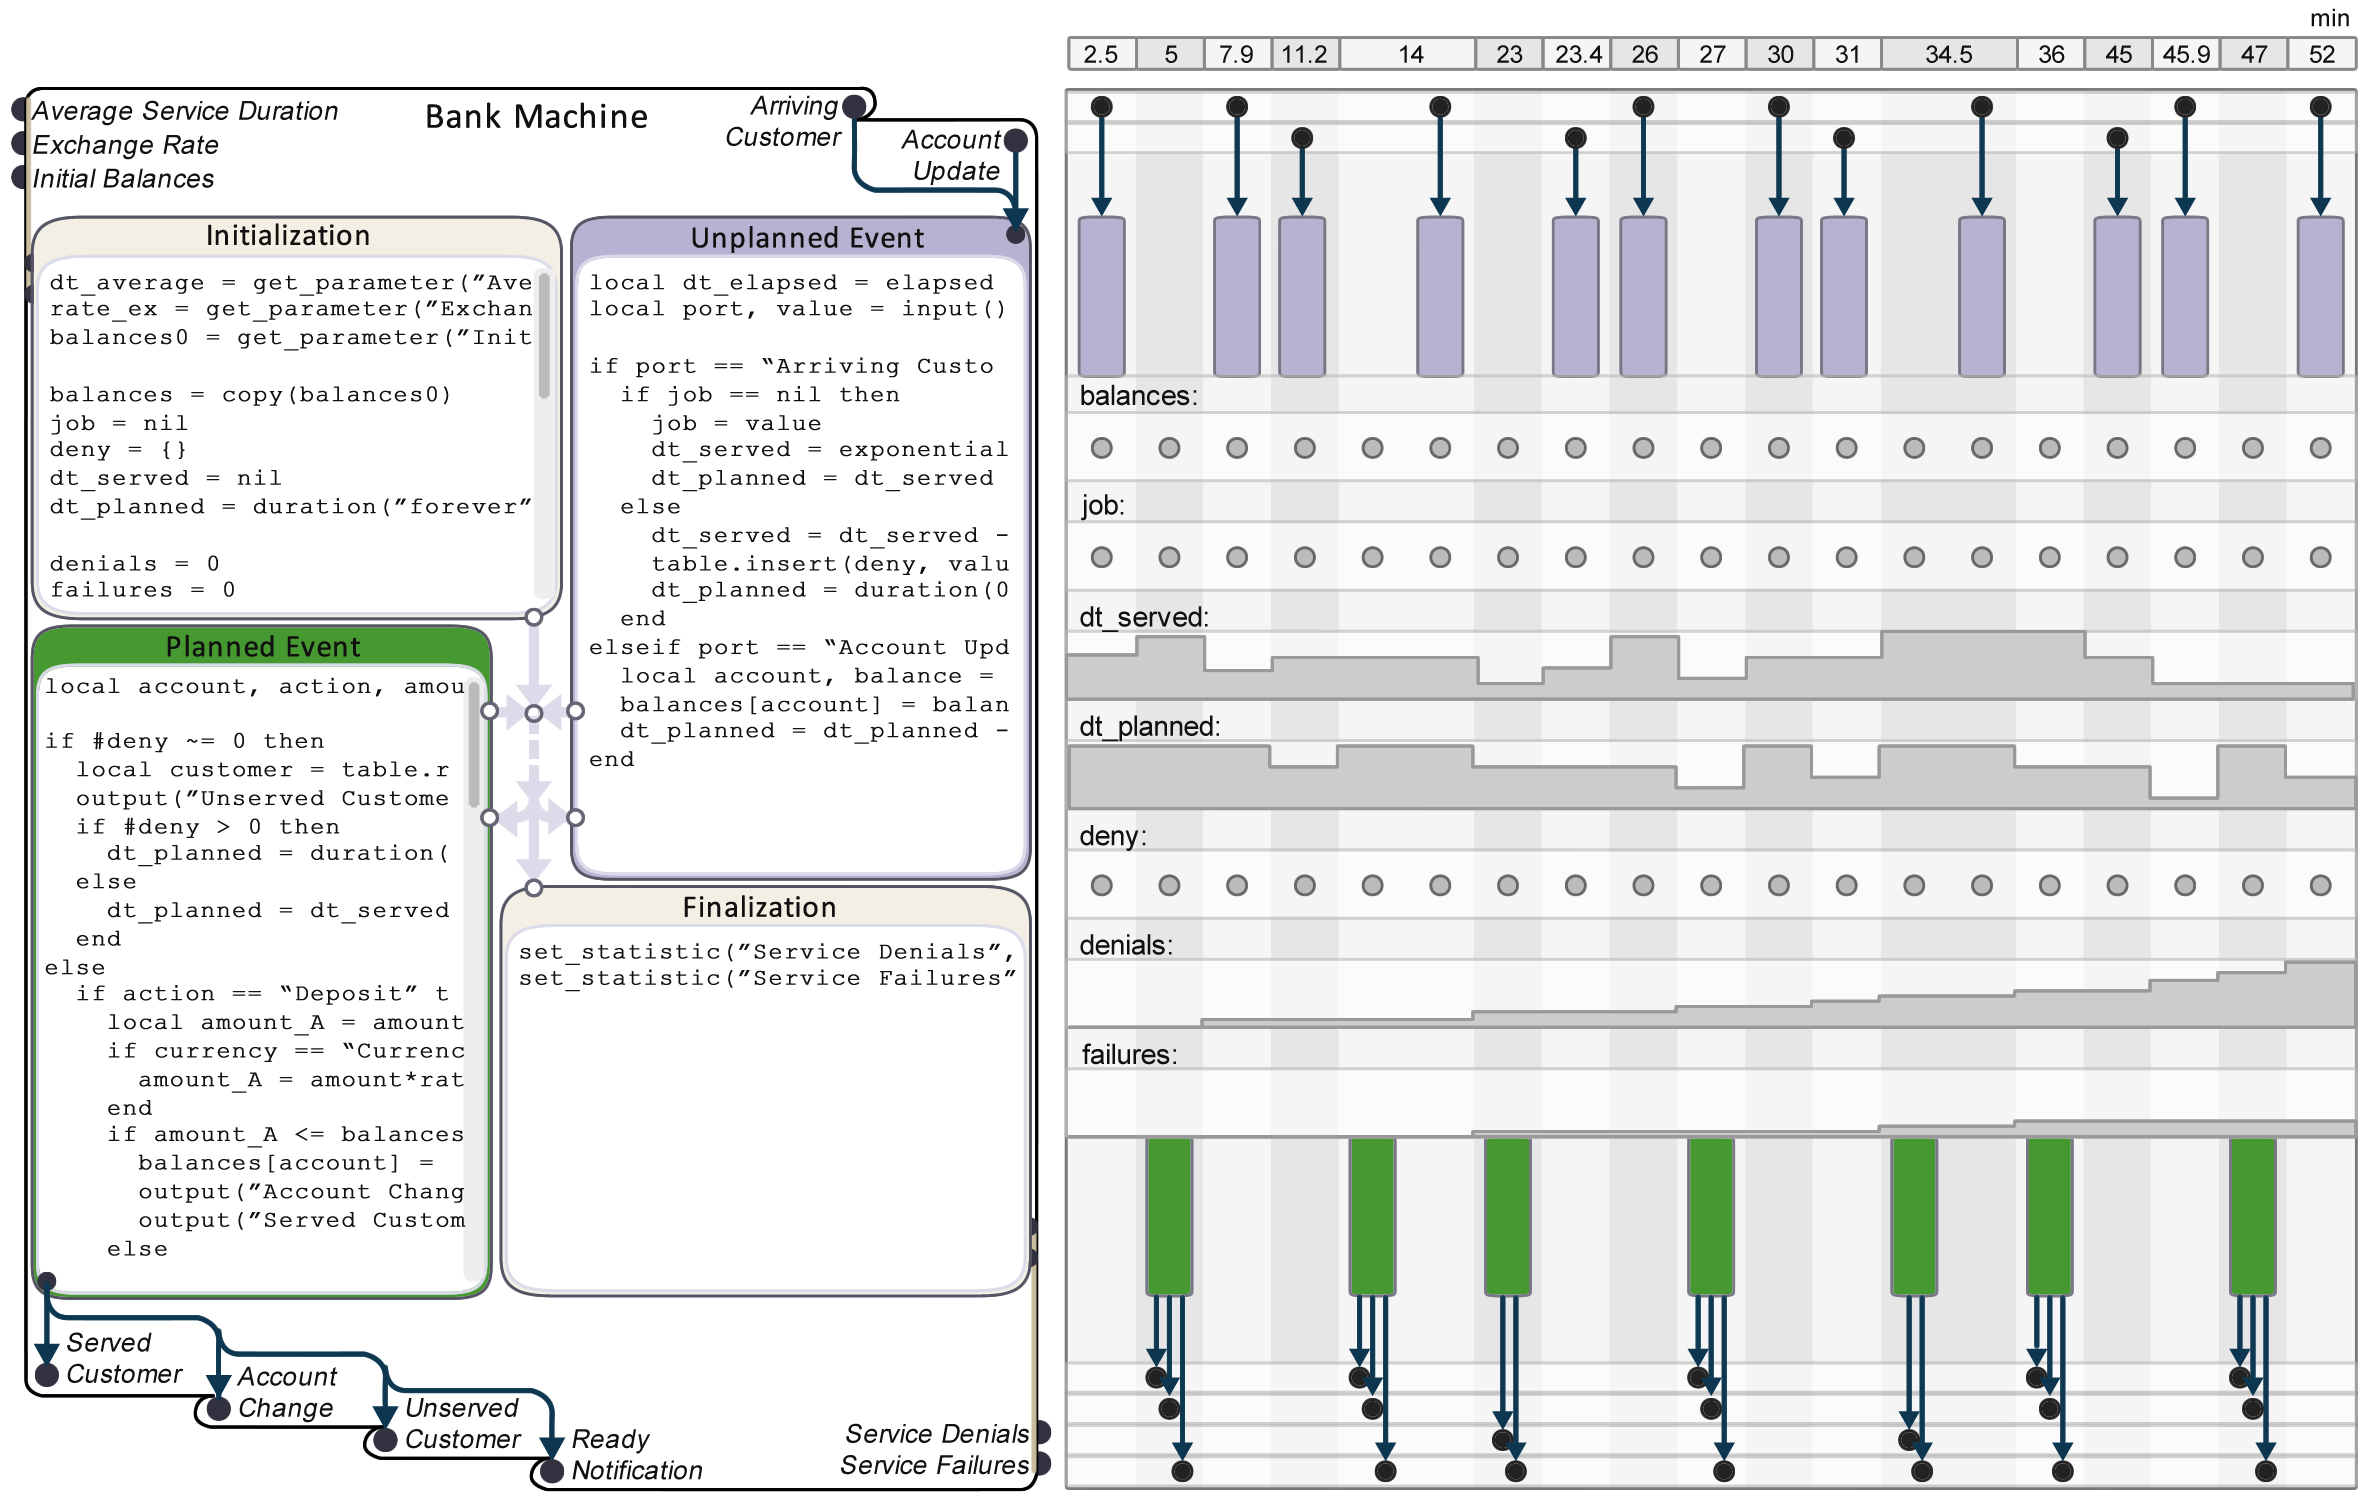 min
2.5 5 7.9 11.2 14 23 23.4 26 27 30 31 34.5 36 45 45.9 47 52
Bank Machine
Average Service Duration
Exchange Rate
Initial Balances
Arriving
Customer
Account
Update
Initialization
dt_average = get_parameter("Ave
rate_ex = get_parameter("Exchan
balances0 = get_parameter("Init
balances = copy(balances0)
job = nil
deny = {}
dt_served = nil
dt_planned = duration("forever"
denials = 0
failures = 0
Unplanned Event
local dt_elapsed = elapsed
local port, value = input()
if port == “Arriving Custo
if job == nil then
job = value
dt_served = exponential
dt_planned = dt_served
else
dt_served = dt_served -
table.insert(deny, valu
dt_planned = duration(0
end
elseif port == “Account Upd
local account, balance =
balances[account] = balan
dt_planned = dt_planned -
end
Planned Event
local account, action, amou
if #deny ~= 0 then
local customer = table.r
output("Unserved Custome
if #deny > 0 then
dt_planned = duration(
else
dt_planned = dt_served
end
else
if action == “Deposit” t
local amount_A = amount
if currency == “Currenc
amount_A = amount*rat
end
if amount_A <= balances
balances[account] =
output("Account Chang
output("Served Custom
else
Finalization
set_statistic("Service Denials",
set_statistic("Service Failures"
Served
Customer
Account
Change
Unserved
Customer
Ready
Notification
Service Denials
Service Failures
balances:
job:
dt_served:
dt_planned:
deny:
denials:
failures: